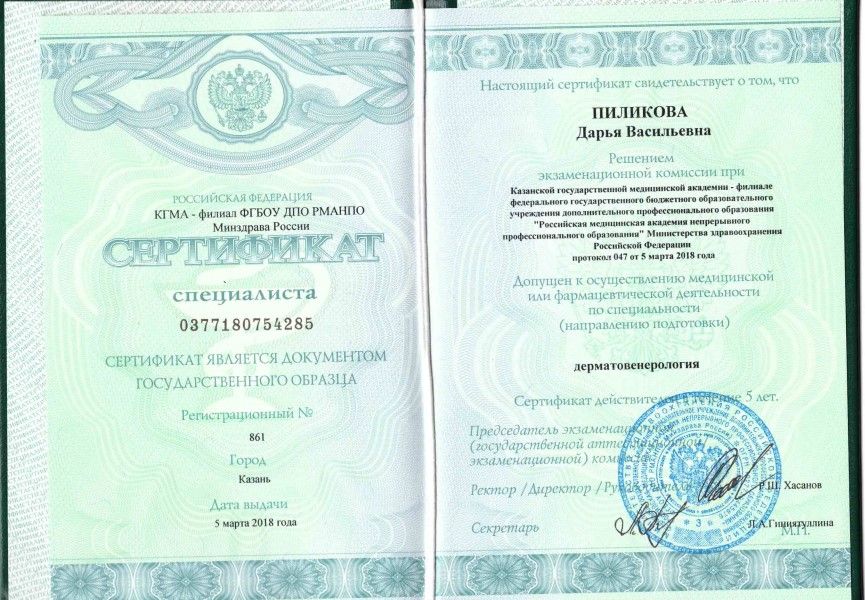 РОССИЙСКАЯ ФЕДЕРАЦИЯ
КГМА - филиал ФГБОУ ДПО РМАНПО
Минздрава России
СЕРТИФИКАТ
специалиста
0377180754285
СЕРТИФИКАТ ЯВЛЯЕТСЯ ДОКУМЕНТОМ
ГОСУДАРСТВЕННОГО ОБРАЗЦА
Регистрационный №
861
Город
Казань
Дата выдачи
5 марта 2018 года
Настоящий сертификат свидетельствует о том, что
ПИЛИКОВА
Дарья Васильевна
Решением
экзаменационной комиссии при
Казанской государственной медицинской академии - филиале
федерального государственного бюджетного образовательного
учреждения дополнительного профессионального образования
"Российская медицинская академия непрерывного
профессионального образования" Министерства здравоохранения
Российской Федерации
протокол 047 от 5 марта 2018 года
Допущен к осуществлению медицинской
или фармацевтической деятельности
по специальности
(направлению подготовки)
дерматовенерология
Сертификат действителен в течение 5 лет.
Председатель экзаменационной
(государственной аттестационной
экзаменационной) комиссии
Ректор /Директор /Руководитель Р.Ш. Хасанов
Секретарь Л.А.Гиниятуллина
М.П.